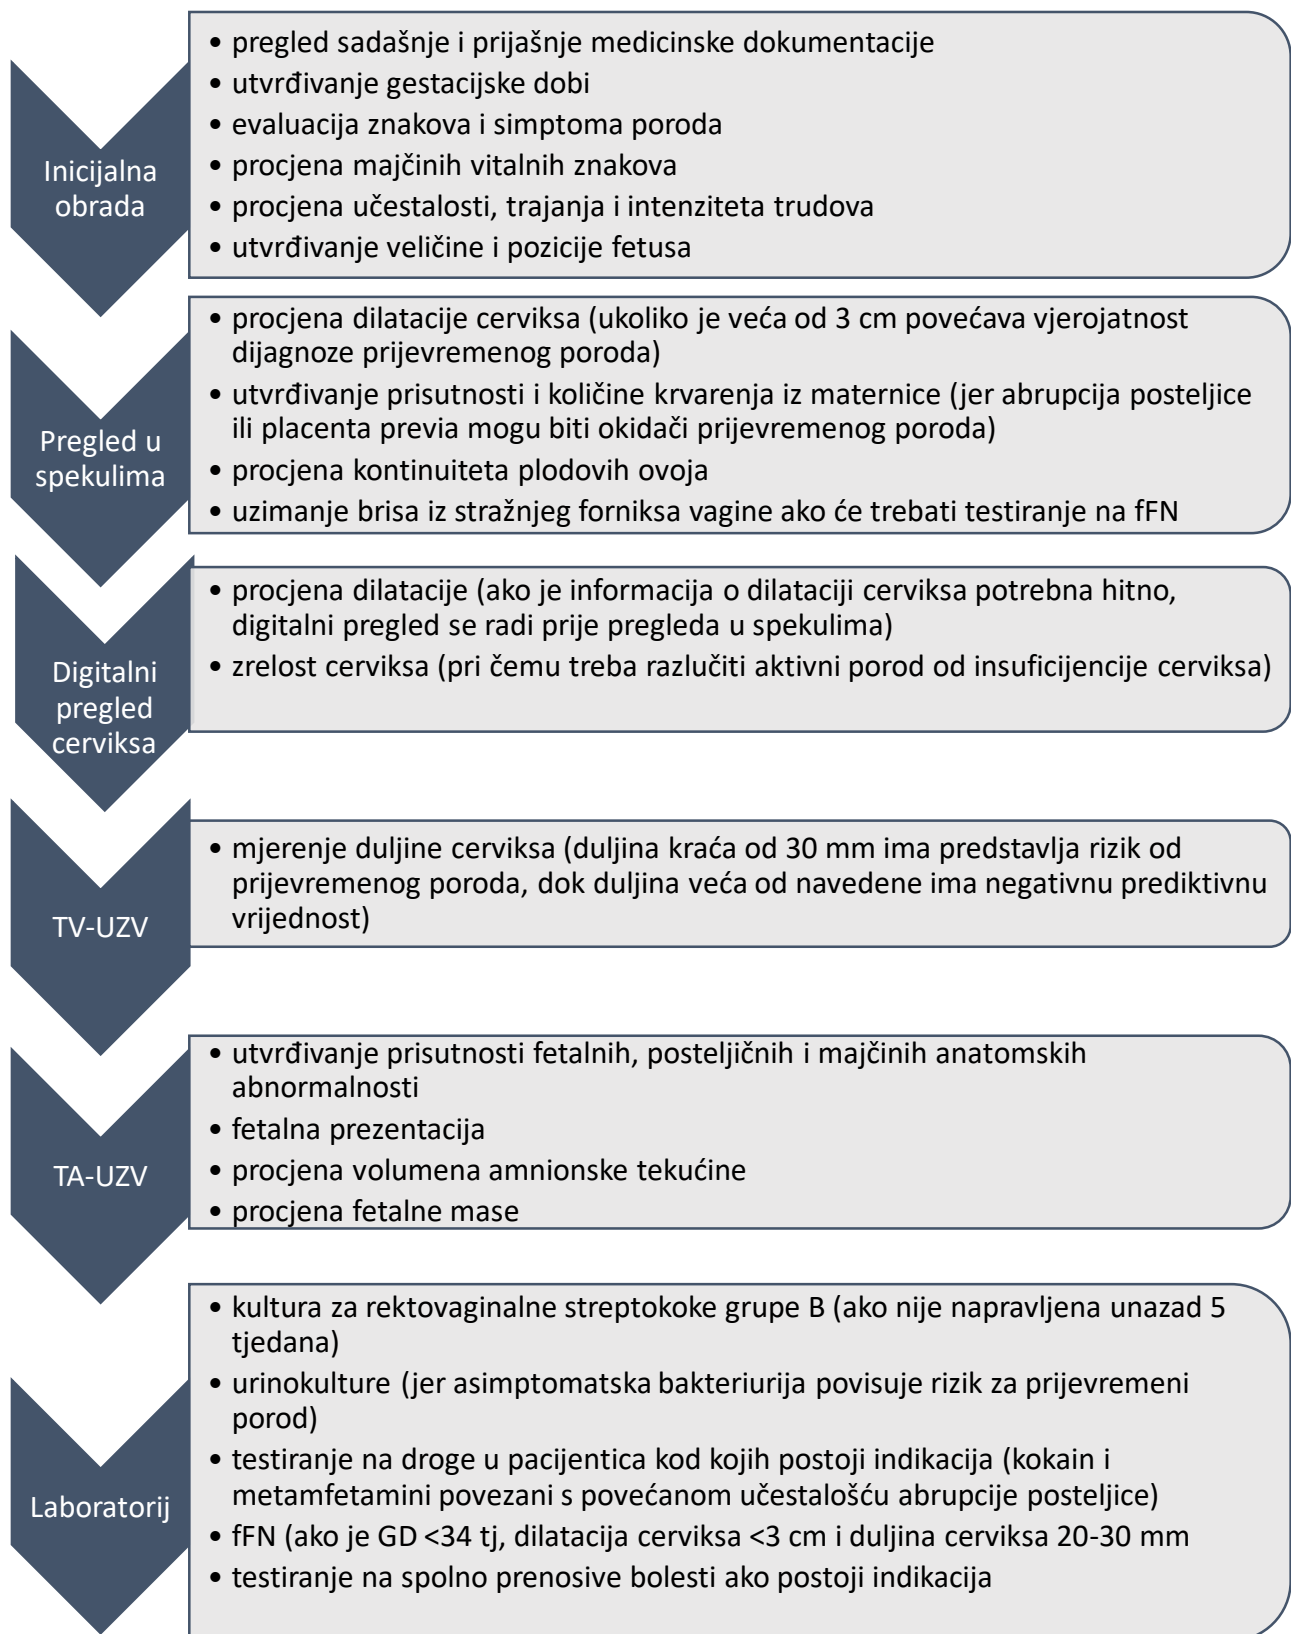 Inicijalna
obrada
• pregled sadašnje i prijašnje medicinske dokumentacije
• utvrđivanje gestacijske dobi
• evaluacija znakova i simptoma poroda
• procjena majčinih vitalnih znakova
• procjena učestalosti, trajanja i intenziteta trudova
• utvrđivanje veličine i pozicije fetusa
Pregled u
spekulima
• procjena dilatacije cerviksa (ukoliko je veća od 3 cm povećava vjerojatnost
dijagnoze prijevremenog poroda)
• utvrđivanje prisutnosti i količine krvarenja iz maternice (jer abrupcija posteljice
ili placenta previa mogu biti okidači prijevremenog poroda)
• procjena kontinuiteta plodovih ovoja
• uzimanje brisa iz stražnjeg forniksa vagine ako će trebati testiranje na fFN
Digitalni
pregled
cerviksa
• procjena dilatacije (ako je informacija o dilataciji cerviksa potrebna hitno,
digitalni pregled se radi prije pregleda u spekulima)
• zrelost cerviksa (pri čemu treba razlučiti aktivni porod od insuficijencije cerviksa)
TV-UZV
• mjerenje duljine cerviksa (duljina kraća od 30 mm ima predstavlja rizik od
prijevremenog poroda, dok duljina veća od navedene ima negativnu prediktivnu
vrijednost)
TA-UZV
• utvrđivanje prisutnosti fetalnih, posteljičnih i majčinih anatomskih
abnormalnosti
• fetalna prezentacija
• procjena volumena amnionske tekućine
• procjena fetalne mase
Laboratorij
• kultura za rektovaginalne streptokoke grupe B (ako nije napravljena unazad 5
tjedana)
• urinokulture (jer asimptomatska bakteriurija povisuje rizik za prijevremeni
porod)
• testiranje na droge u pacijentica kod kojih postoji indikacija (kokain i
metamfetamini povezani s povećanom učestalošću abrupcije posteljice)
• fFN (ako je GD <34 tj, dilatacija cerviksa <3 cm i duljina cerviksa 20-30 mm
• testiranje na spolno prenosive bolesti ako postoji indikacija